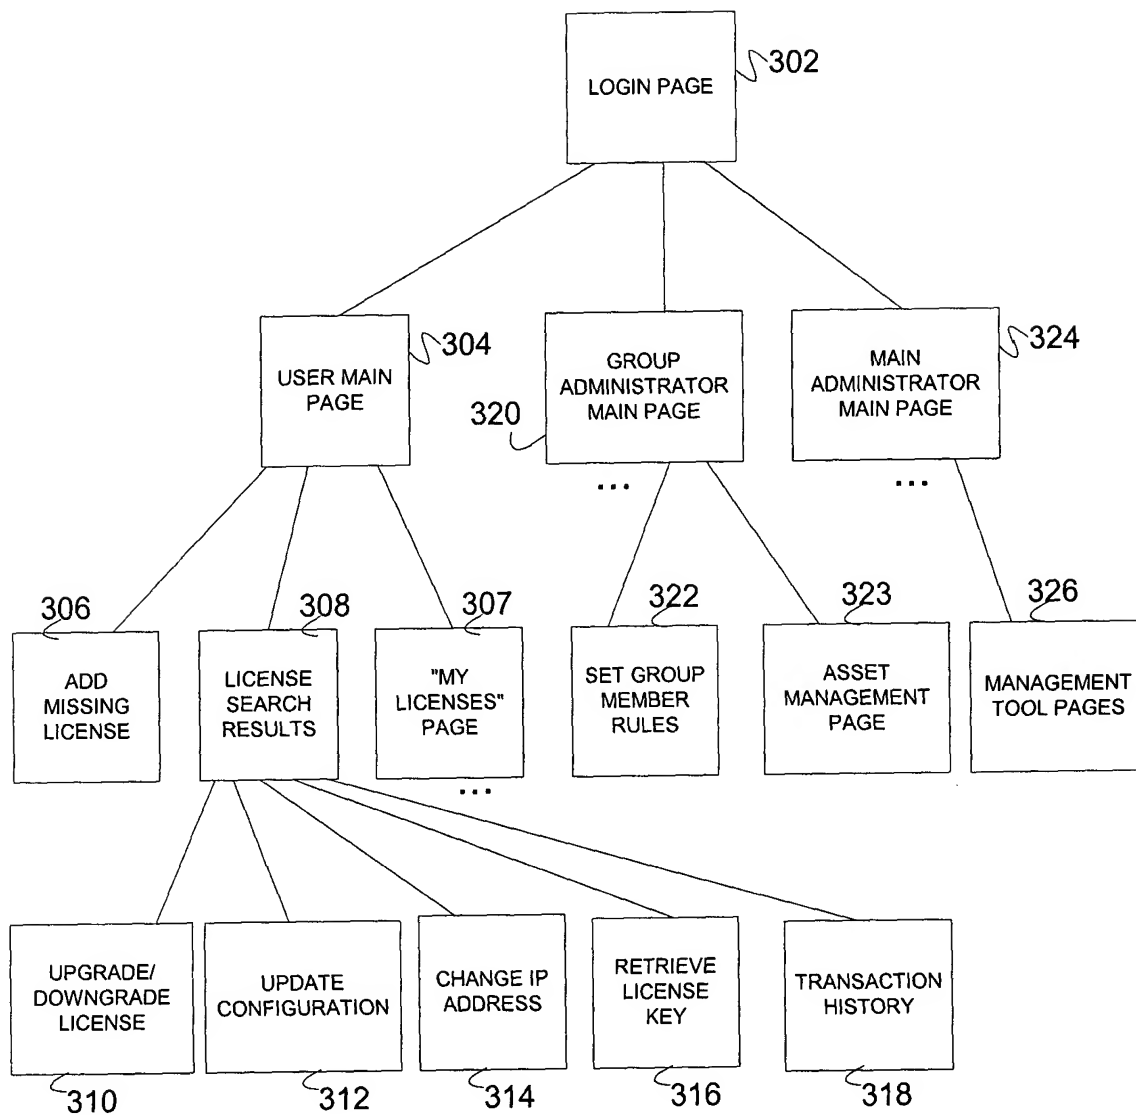 302
LOGIN PAGE
304
USER MAIN
PAGE
320
GROUP
ADMINISTRATOR
MAIN PAGE
...
324
MAIN
ADMINISTRATOR
MAIN PAGE
...
306
ADD
MISSING
LICENSE
308
LICENSE
SEARCH
RESULTS
307
"MY
LICENSES"
PAGE
...
322
SET GROUP
MEMBER
RULES
323
ASSET
MANAGEMENT
PAGE
326
MANAGEMENT
TOOL PAGES
UPGRADE/
DOWNGRADE
LICENSE
310
UPDATE
CONFIGURATION
312
CHANGE IP
ADDRESS
314
RETRIEVE
LICENSE
KEY
316
TRANSACTION
HISTORY
318